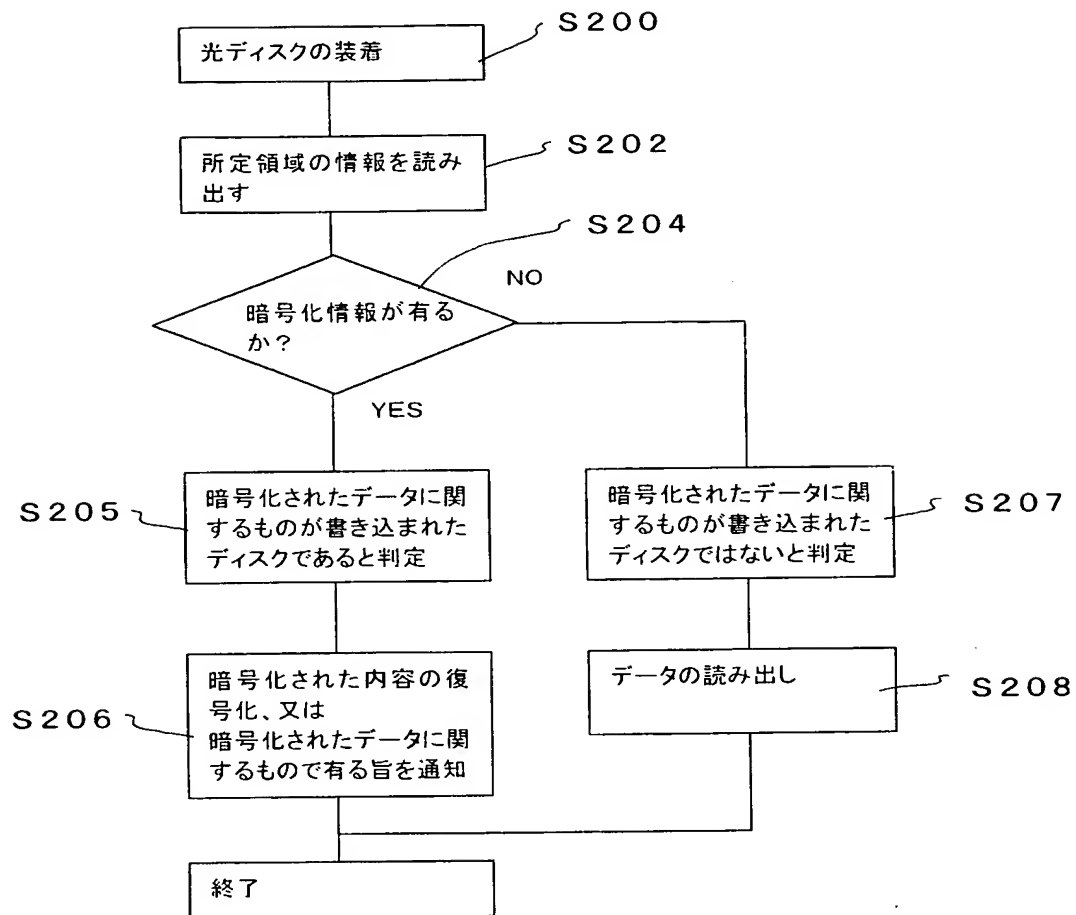 光ディスクの装着
S200
所定領域の情報を読み
出す
S202
S204
暗号化情報が有る
か?
NO
YES
S205
暗号化されたデータに関
するものが書き込まれた
ディスクであると判定
暗号化されたデータに関
するものが書き込まれた
ディスクではないと判定
S207
S206
暗号化された内容の復
号化、又は
暗号化されたデータに関
するもので有る旨を通知
データの読み出し
S208
終了